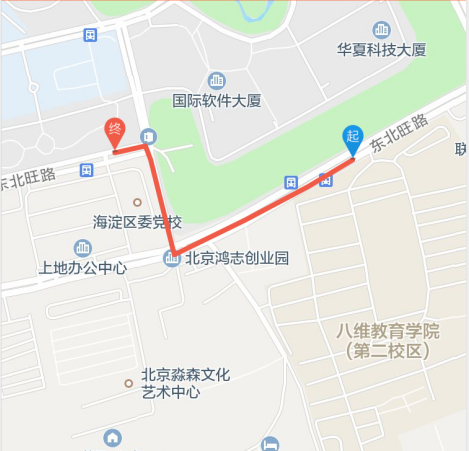 华夏科技大厦
国际软件大厦
终
起
东北旺路
联
东北旺路
海淀区委党校
上地办公中心
北京鸿志创业园
八维教育学院
(第二校区)
北京淼森文化
艺术中心